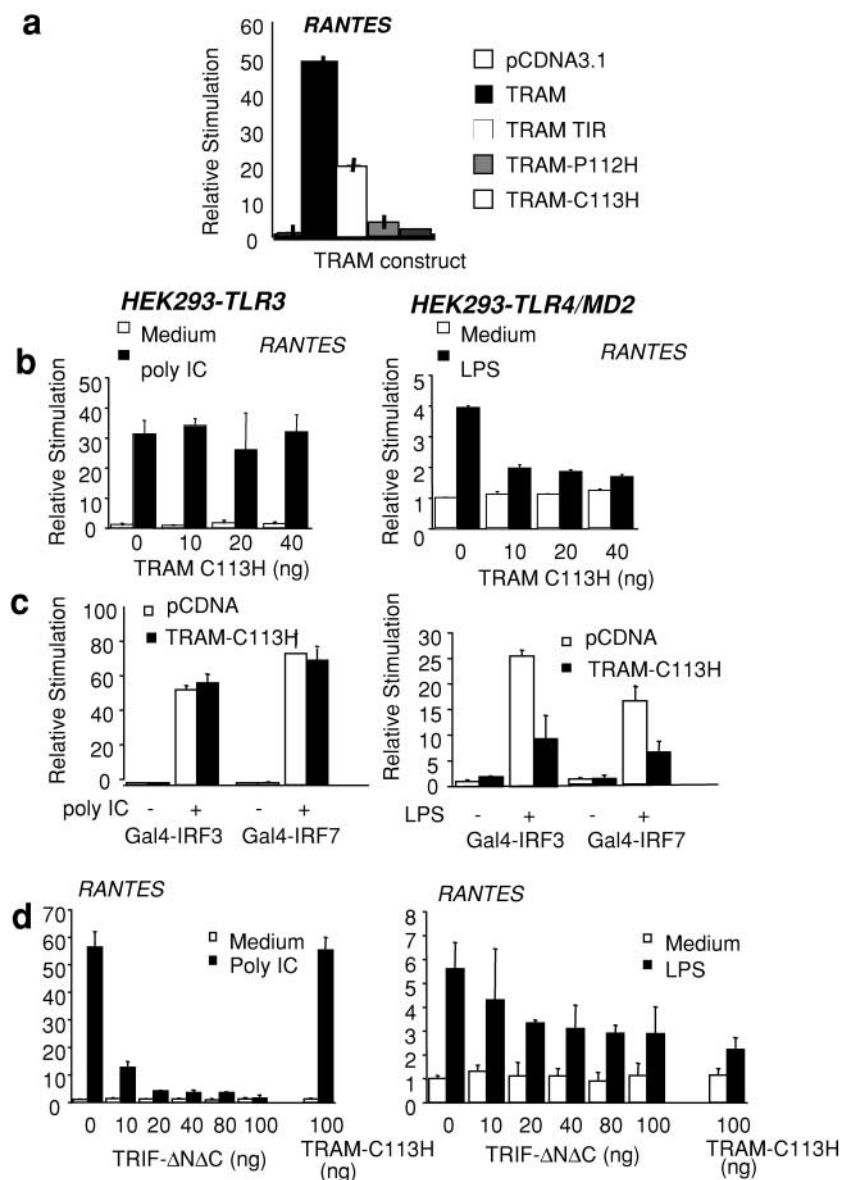 a
RANTES
Relative Stimulation
60
50
40
30
20
10
0
TRAM construct
pCDNA3.1
TRAM
TRAM TIR
TRAM-P112H
TRAM-C113H
b
HEK293-TLR3
Medium
poly IC
RANTES
Relative Stimulation
50
40
30
20
10
0
0 10 20 40
TRAM C113H (ng)
HEK293-TLR4/MD2
Medium
LPS
RANTES
Relative Stimulation
5
4
3
2
1
0
0 10 20 40
TRAM C113H (ng)
c
pCDNA
TRAM-C113H
Relative Stimulation
100
80
60
40
20
0
poly IC - + - +
Gal4-IRF3 Gal4-IRF7
pCDNA
TRAM-C113H
Relative Stimulation
30
25
20
15
10
5
0
LPS - + - +
Gal4-IRF3 Gal4-IRF7
d
RANTES
Medium
Poly IC
Relative Stimulation
70
60
50
40
30
20
10
0
0 10 20 40 80 100 100
TRIF-ΔNΔC (ng) TRAM-C113H
(ng)
RANTES
Medium
LPS
8
7
6
5
4
3
2
1
0
0 10 20 40 80 100 100
TRIF-ΔNΔC (ng) TRAM-C113H
(ng)